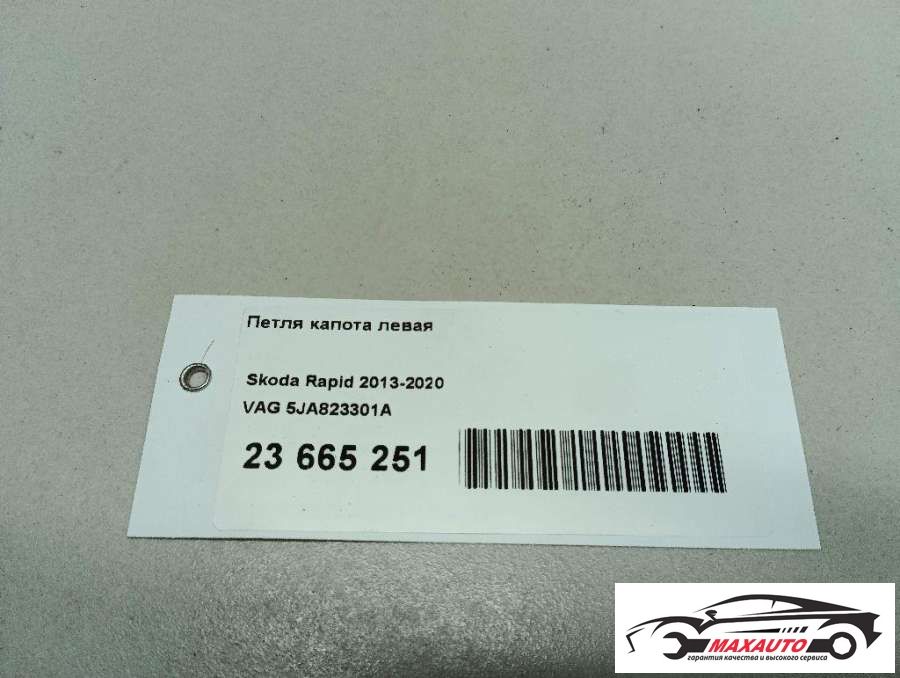 Петля капота левая
Skoda Rapid 2013-2020
VAG 5JA823301A
23 665 251
MAXAUTO
гарантия качества и высокого сервиса